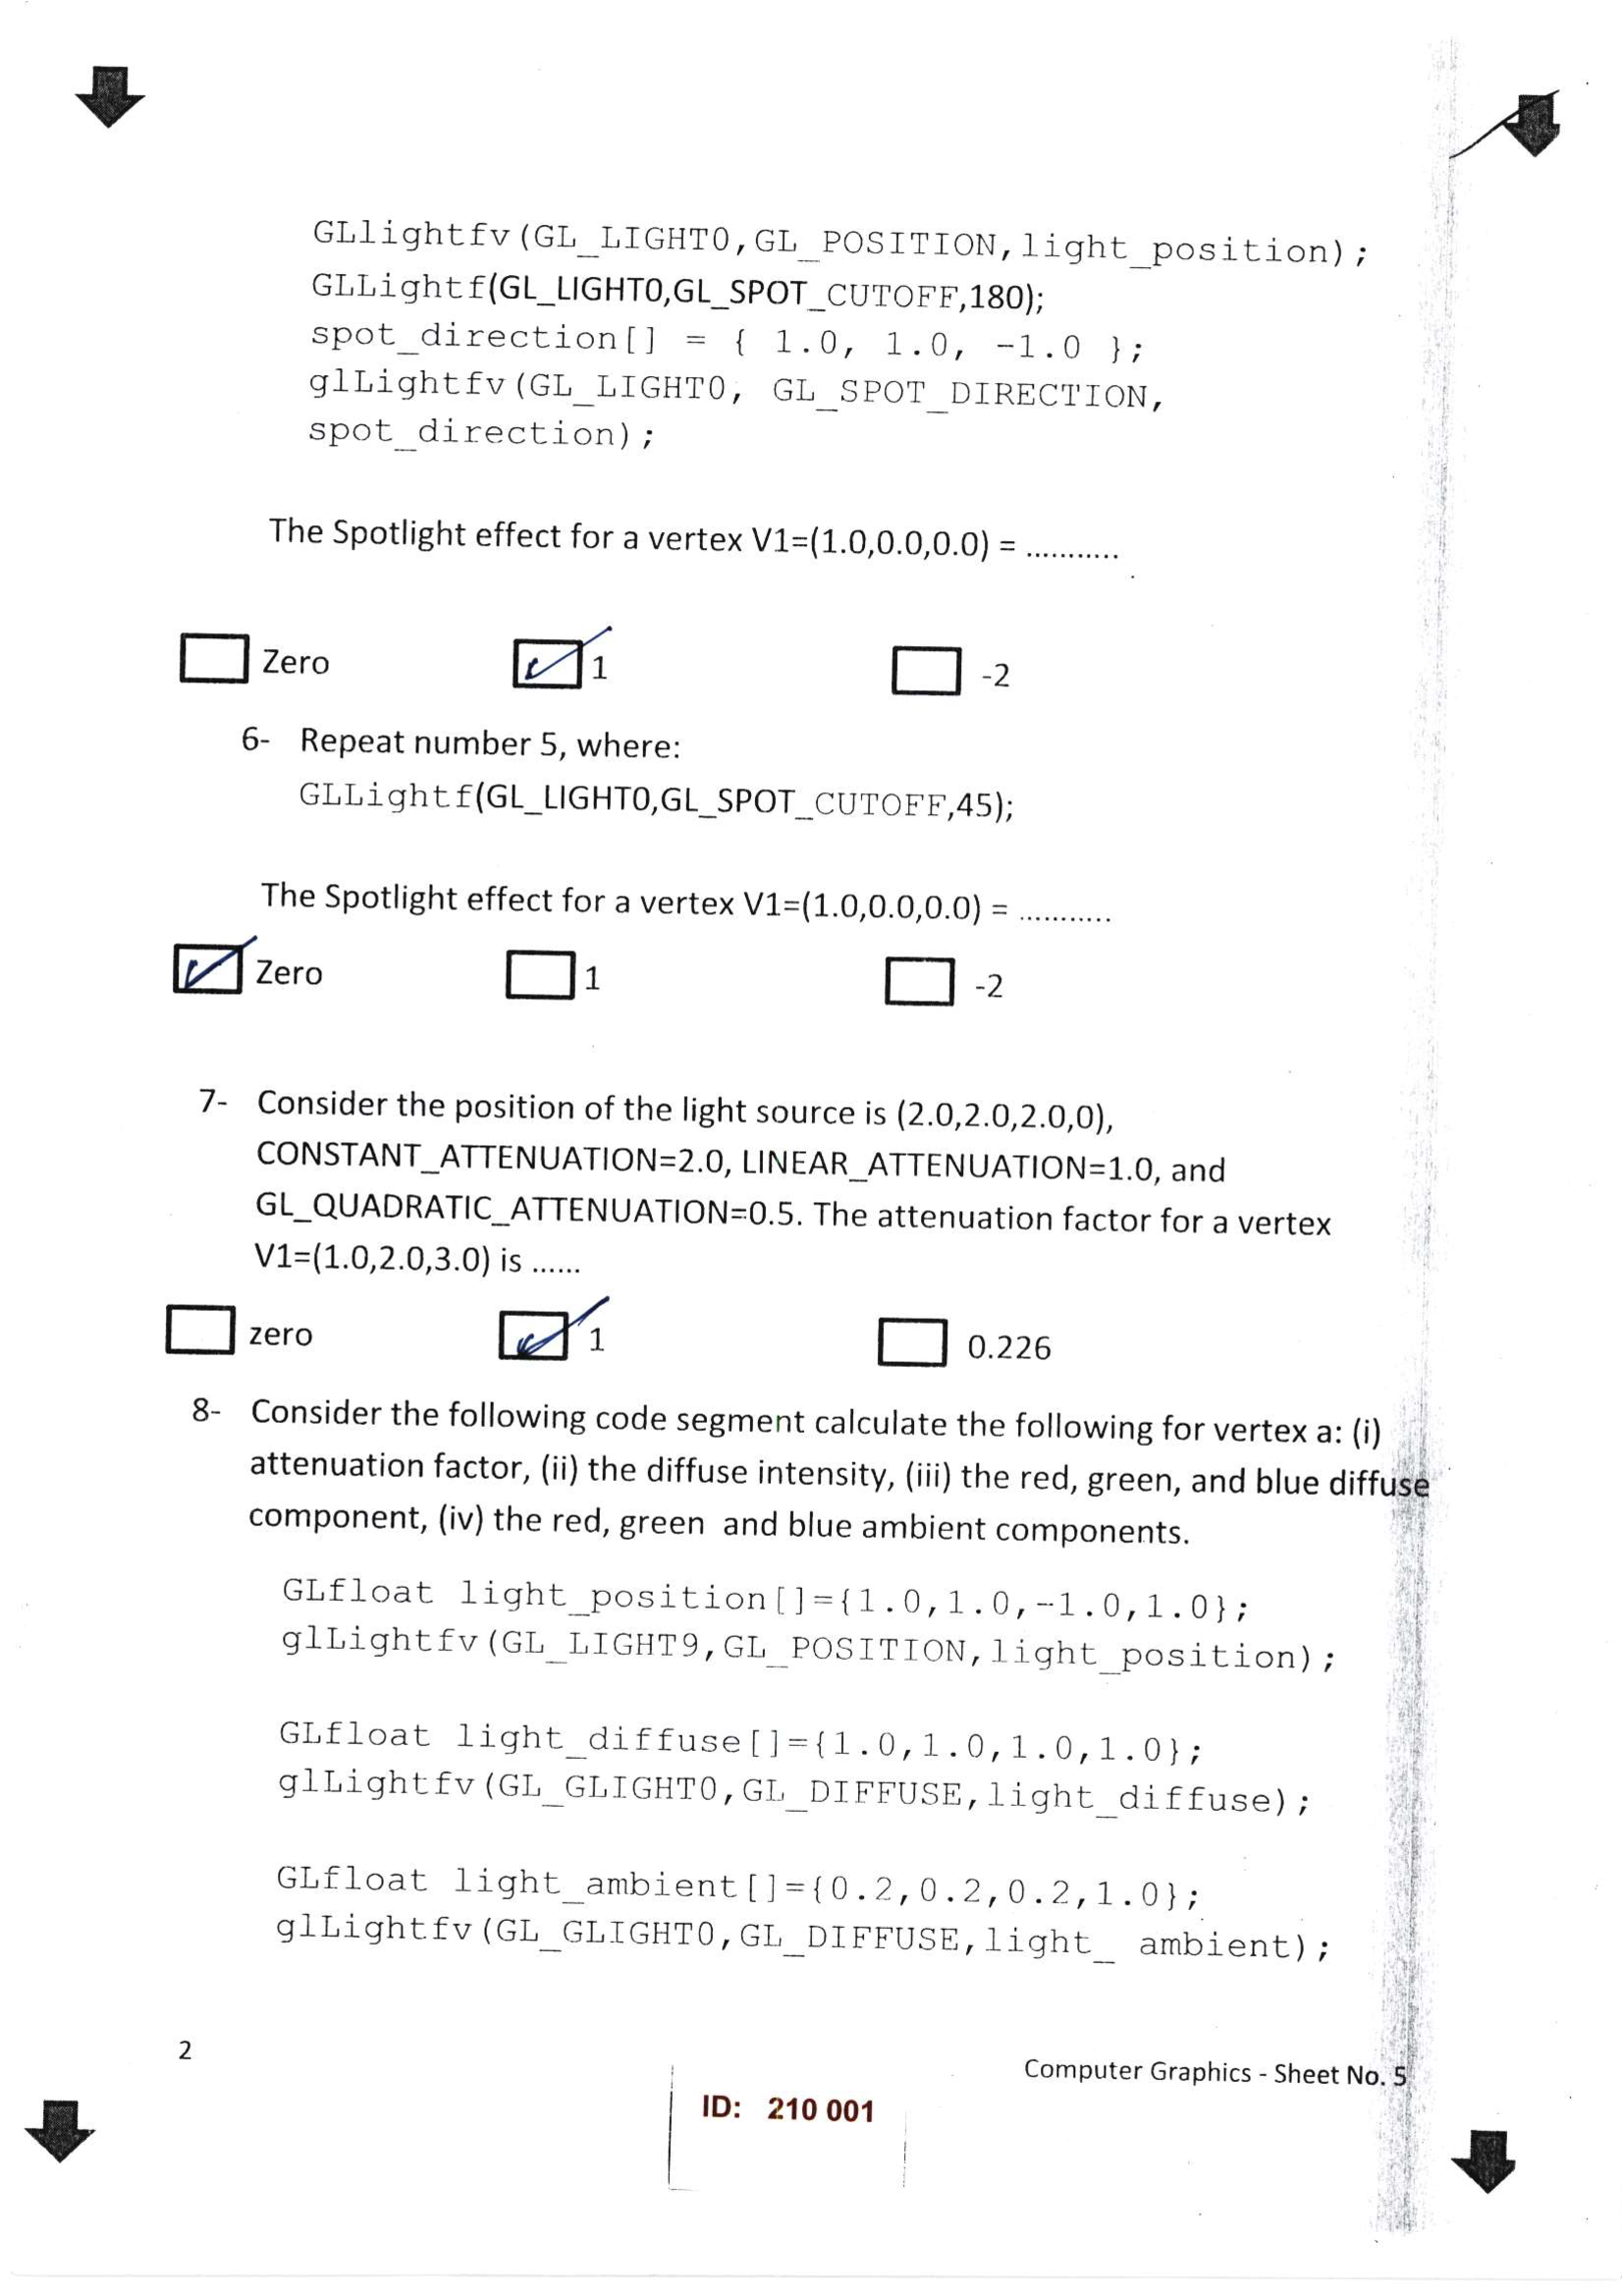 GLlightfv(GL_LIGHT0,GL_POSITION,light_position);
GLLightf(GL_LIGHT0,GL_SPOT_CUTOFF,180);
spot_direction[] = { 1.0, 1.0, -1.0 };
glLightfv(GL_LIGHT0, GL_SPOT_DIRECTION,
spot_direction);
The Spotlight effect for a vertex V1=(1.0,0.0,0.0) = ...........
Zero 1 -2
6- Repeat number 5, where:
GLLightf(GL_LIGHT0,GL_SPOT_CUTOFF,45);
The Spotlight effect for a vertex V1=(1.0,0.0,0.0) = ...........
Zero 1 -2
7- Consider the position of the light source is (2.0,2.0,2.0,0),
CONSTANT_ATTENUATION=2.0, LINEAR_ATTENUATION=1.0, and
GL_QUADRATIC_ATTENUATION=0.5. The attenuation factor for a vertex
V1=(1.0,2.0,3.0) is ......
zero 1 0.226
8- Consider the following code segment calculate the following for vertex a: (i)
attenuation factor, (ii) the diffuse intensity, (iii) the red, green, and blue diffuse
component, (iv) the red, green and blue ambient components.
GLfloat light_position[]={1.0,1.0,-1.0,1.0};
glLightfv(GL_LIGHT9,GL_POSITION,light_position);
GLfloat light_diffuse[]={1.0,1.0,1.0,1.0};
glLightfv(GL_GLIGHT0,GL_DIFFUSE,light_diffuse);
GLfloat light_ambient[]={0.2,0.2,0.2,1.0};
glLightfv(GL_GLIGHT0,GL_DIFFUSE,light_ ambient);
2
Computer Graphics - Sheet No. 5
ID: 210 001